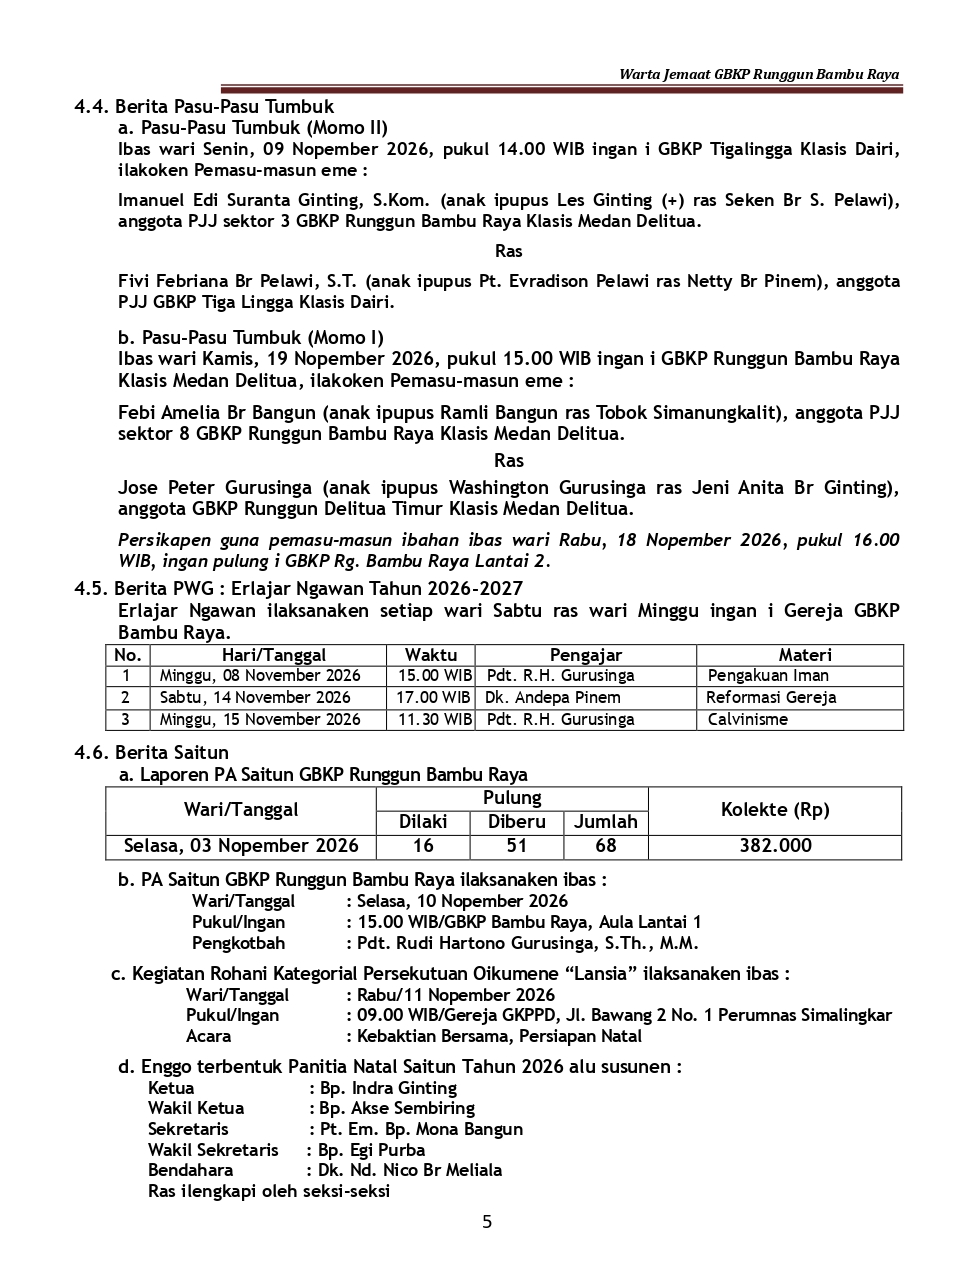 Warta Jemaat GBKP Runggun Bambu Raya
4.4. Berita Pasu-Pasu Tumbuk
a. Pasu-Pasu Tumbuk (Momo II)
Ibas wari Senin, 09 Nopember 2026, pukul 14.00 WIB ingan i GBKP Tigalingga Klasis Dairi,
ilakoken Pemasu-masun eme :
Imanuel Edi Suranta Ginting, S.Kom. (anak ipupus Les Ginting (+) ras Seken Br S. Pelawi),
anggota PJJ sektor 3 GBKP Runggun Bambu Raya Klasis Medan Delitua.
Ras
Fivi Febriana Br Pelawi, S.T. (anak ipupus Pt. Evradison Pelawi ras Netty Br Pinem), anggota
PJJ GBKP Tiga Lingga Klasis Dairi.
b. Pasu-Pasu Tumbuk (Momo I)
Ibas wari Kamis, 19 Nopember 2026, pukul 15.00 WIB ingan i GBKP Runggun Bambu Raya
Klasis Medan Delitua, ilakoken Pemasu-masun eme :
Febi Amelia Br Bangun (anak ipupus Ramli Bangun ras Tobok Simanungkalit), anggota PJJ
sektor 8 GBKP Runggun Bambu Raya Klasis Medan Delitua.
Ras
Jose Peter Gurusinga (anak ipupus Washington Gurusinga ras Jeni Anita Br Ginting),
anggota GBKP Runggun Delitua Timur Klasis Medan Delitua.
Persikapen guna pemasu-masun ibahan ibas wari Rabu, 18 Nopember 2026, pukul 16.00
WIB, ingan pulung i GBKP Rg. Bambu Raya Lantai 2.
4.5. Berita PWG : Erlajar Ngawan Tahun 2026-2027
Erlajar Ngawan ilaksanaken setiap wari Sabtu ras wari Minggu ingan i Gereja GBKP
Bambu Raya.
No. Hari/Tanggal Waktu Pengajar Materi
1 Minggu, 08 November 2026 15.00 WIB Pdt. R.H. Gurusinga Pengakuan Iman
2 Sabtu, 14 November 2026 17.00 WIB Dk. Andepa Pinem Reformasi Gereja
3 Minggu, 15 November 2026 11.30 WIB Pdt. R.H. Gurusinga Calvinisme
4.6. Berita Saitun
a. Laporen PA Saitun GBKP Runggun Bambu Raya
Wari/Tanggal Pulung Kolekte (Rp)
Dilaki Diberu Jumlah
Selasa, 03 Nopember 2026 16 51 68 382.000
b. PA Saitun GBKP Runggun Bambu Raya ilaksanaken ibas :
Wari/Tanggal : Selasa, 10 Nopember 2026
Pukul/Ingan : 15.00 WIB/GBKP Bambu Raya, Aula Lantai 1
Pengkotbah : Pdt. Rudi Hartono Gurusinga, S.Th., M.M.
c. Kegiatan Rohani Kategorial Persekutuan Oikumene “Lansia” ilaksanaken ibas :
Wari/Tanggal : Rabu/11 Nopember 2026
Pukul/Ingan : 09.00 WIB/Gereja GKPPD, Jl. Bawang 2 No. 1 Perumnas Simalingkar
Acara : Kebaktian Bersama, Persiapan Natal
d. Enggo terbentuk Panitia Natal Saitun Tahun 2026 alu susunen :
Ketua : Bp. Indra Ginting
Wakil Ketua : Bp. Akse Sembiring
Sekretaris : Pt. Em. Bp. Mona Bangun
Wakil Sekretaris : Bp. Egi Purba
Bendahara : Dk. Nd. Nico Br Meliala
Ras ilengkapi oleh seksi-seksi
5